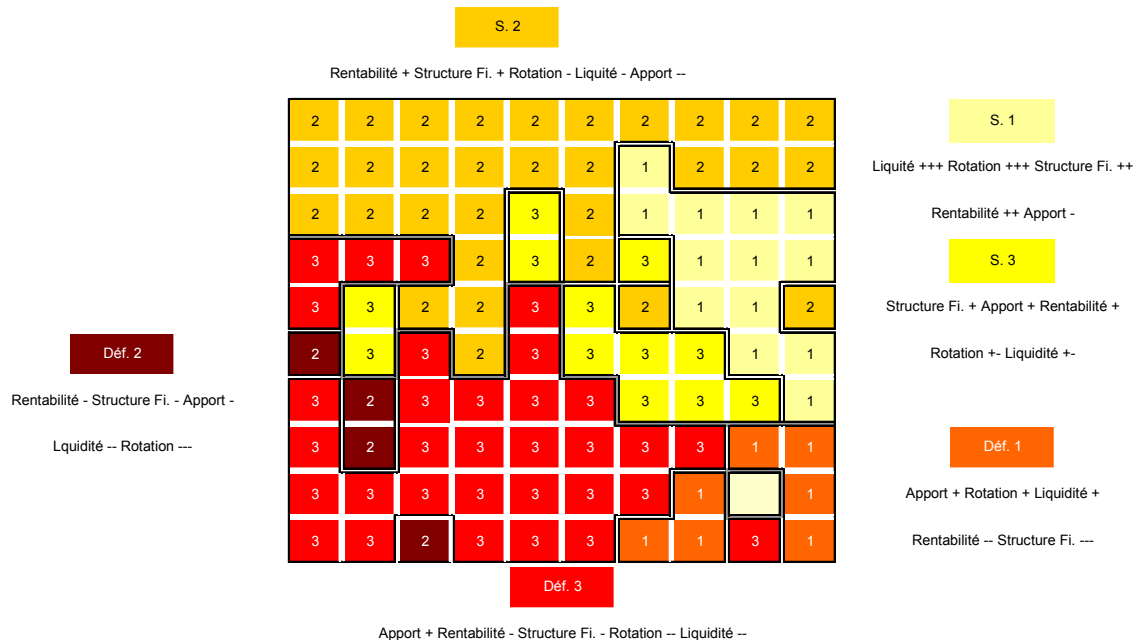 S. 2
Rentabilité + Structure Fi. + Rotation - Liquité - Apport --
2 2 2 2 2 2 2 2 2 2
2 2 2 2 2 2 1 2 2 2
2 2 2 2 3 2 1 1 1 1
3 3 3 2 3 2 3 1 1 1
3 3 2 2 3 3 2 1 1 2
2 3 3 2 3 3 3 3 1 1
3 2 3 3 3 3 3 3 3 1
3 2 3 3 3 3 3 3 1 1
3 3 3 3 3 3 3 1 1
3 3 2 3 3 3 1 1 3 1
S. 1
Liquité +++ Rotation +++ Structure Fi. ++
Rentabilité ++ Apport -
S. 3
Structure Fi. + Apport + Rentabilité +
Rotation +- Liquidité +-
Déf. 2
Rentabilité - Structure Fi. - Apport -
Lquidité -- Rotation ---
Déf. 1
Apport + Rotation + Liquidité +
Rentabilité -- Structure Fi. ---
Déf. 3
Apport + Rentabilité - Structure Fi. - Rotation -- Liquidité --